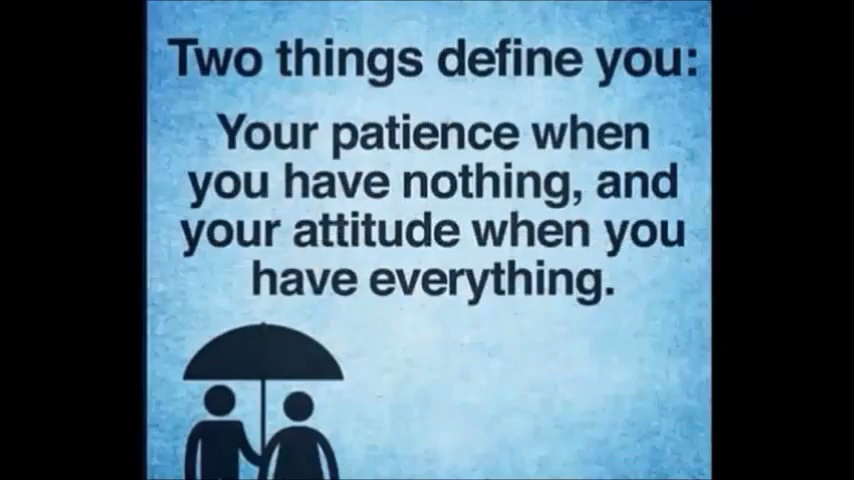 Two things define you:
Your patience when
you have nothing, and
your attitude when you
have everything.